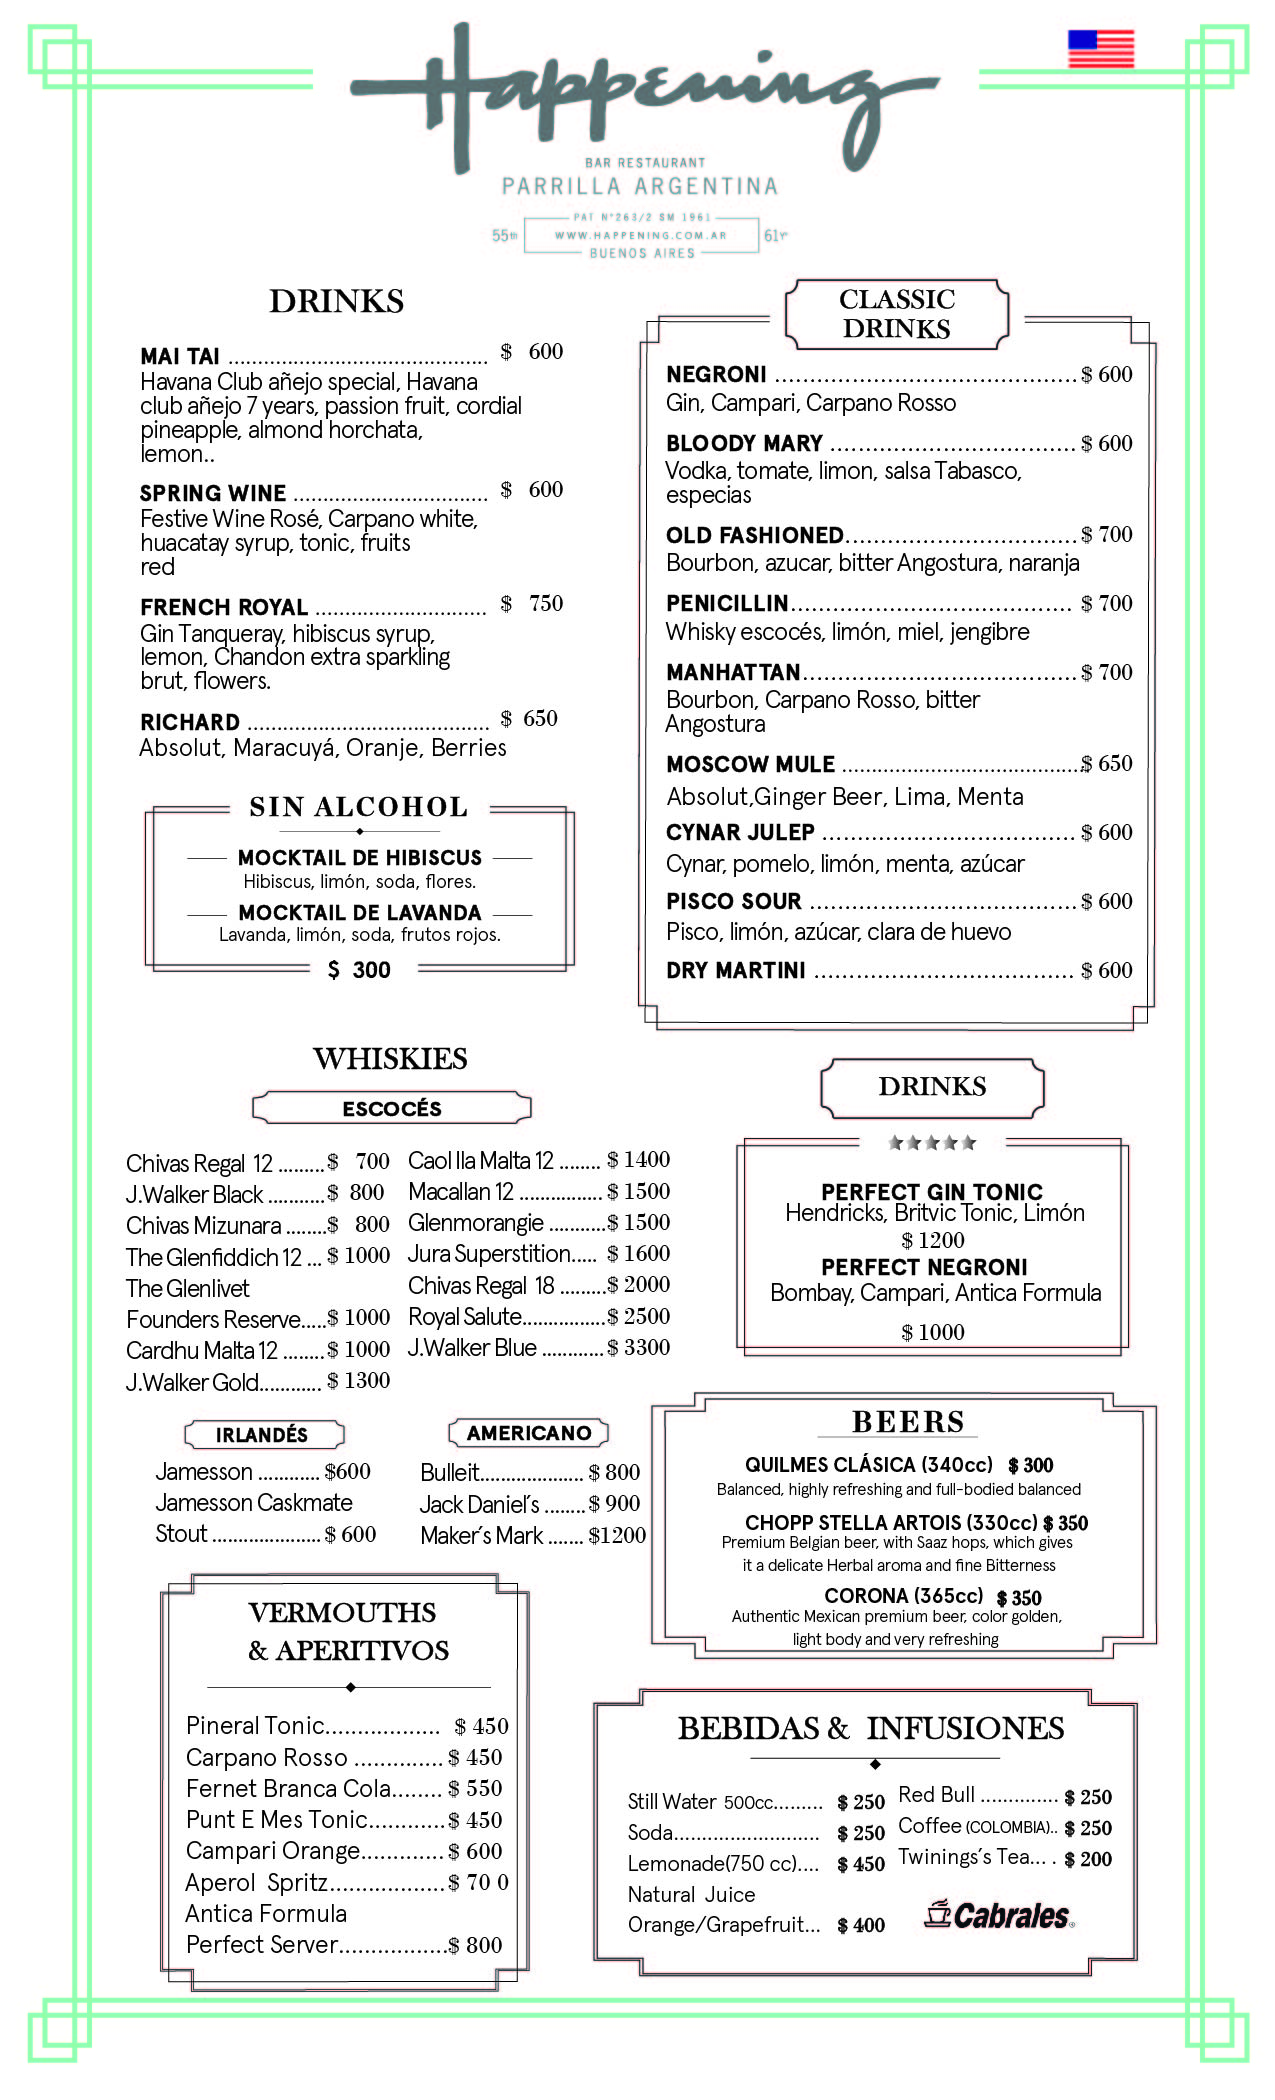 Happening
BAR RESTAURANT
PARRILLA ARGENTINA
PAT N°263/2 SM 1961
55th WWW.HAPPENING.COM.AR 61yr
BUENOS AIRES
DRINKS
MAI TAI ............................................ $ 600
Havana Club añejo special, Havana
club añejo 7 years, passion fruit, cordial
pineapple, almond horchata,
lemon..
SPRING WINE ................................. $ 600
Festive Wine Rosé, Carpano white,
huacatay syrup, tonic, fruits
red
FRENCH ROYAL ............................. $ 750
Gin Tanqueray, hibiscus syrup,
lemon, Chandon extra sparkling
brut, flowers.
RICHARD ......................................... $ 650
Absolut, Maracuyá, Oranje, Berries
SIN ALCOHOL
MOCKTAIL DE HIBISCUS
Hibiscus, limón, soda, flores.
MOCKTAIL DE LAVANDA
Lavanda, limón, soda, frutos rojos.
$ 300
CLASSIC
DRINKS
NEGRONI ........................................... $ 600
Gin, Campari, Carpano Rosso
BLOODY MARY ................................... $ 600
Vodka, tomate, limon, salsa Tabasco,
especias
OLD FASHIONED................................. $ 700
Bourbon, azucar, bitter Angostura, naranja
PENICILLIN........................................ $ 700
Whisky escocés, limón, miel, jengibre
MANHATTAN....................................... $ 700
Bourbon, Carpano Rosso, bitter
Angostura
MOSCOW MULE .........................................$ 650
Absolut,Ginger Beer, Lima, Menta
CYNAR JULEP .................................... $ 600
Cynar, pomelo, limón, menta, azúcar
PISCO SOUR ...................................... $ 600
Pisco, limón, azúcar, clara de huevo
DRY MARTINI ..................................... $ 600
WHISKIES
ESCOCÉS
Chivas Regal 12 .........$ 700
J.Walker Black ...........$ 800
Chivas Mizunara ........$ 800
The Glenfiddich 12 ... $ 1000
The Glenlivet
Founders Reserve.....$ 1000
Cardhu Malta 12 ........$ 1000
J.Walker Gold............ $ 1300
Caol Ila Malta 12 ........ $ 1400
Macallan 12 ................ $ 1500
Glenmorangie ...........$ 1500
Jura Superstition..... $ 1600
Chivas Regal 18 .........$ 2000
Royal Salute................$ 2500
J.Walker Blue ............$ 3300
IRLANDÉS
Jamesson ............ $600
Jamesson Caskmate
Stout .....................$ 600
AMERICANO
Bulleit.................... $ 800
Jack Daniel´s ........$ 900
Maker´s Mark ....... $1200
DRINKS
PERFECT GIN TONIC
Hendricks, Britvic Tonic, Limón
$ 1200
PERFECT NEGRONI
Bombay, Campari, Antica Formula
$ 1000
BEERS
QUILMES CLÁSICA (340cc) $ 300
Balanced, highly refreshing and full-bodied balanced
CHOPP STELLA ARTOIS (330cc) $ 350
Premium Belgian beer, with Saaz hops, which gives
it a delicate Herbal aroma and fine Bitterness
CORONA (365cc) $ 350
Authentic Mexican premium beer, color golden,
light body and very refreshing
VERMOUTHS
& APERITIVOS
Pineral Tonic.................. $ 450
Carpano Rosso .............. $ 450
Fernet Branca Cola........ $ 550
Punt E Mes Tonic............$ 450
Campari Orange.............$ 600
Aperol Spritz..................$ 70 0
Antica Formula
Perfect Server.................$ 800
BEBIDAS & INFUSIONES
Still Water 500cc......... $ 250
Soda.......................... $ 250
Lemonade(750 cc).... $ 450
Natural Juice
Orange/Grapefruit... $ 400
Red Bull .............. $ 250
Coffee (COLOMBIA).. $ 250
Twinings´s Tea... . $ 200
Cabrales